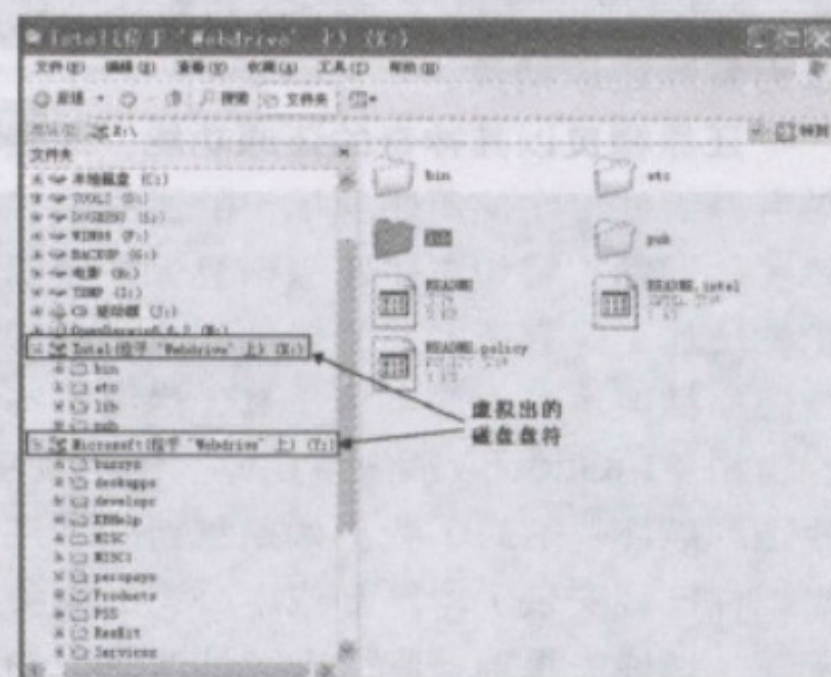 Intel(位于 "Webdrive" 上) (X:)
文件(F) 编辑(E) 查看(V) 收藏(A) 工具(T) 帮助(H)
搜索 文件夹
X:\ 转到
文件夹
本地磁盘 (C:)
TOOLS (D:)
WIN98 (F:)
BACKUP (G:)
电影 (H:)
TEMP (I:)
CD 驱动器 (J:)
Intel(位于 "Webdrive" 上) (X:)
bin
etc
lib
pub
Microsoft(位于 "Webdrive" 上) (Y:)
bussys
deskapps
developr
KBHelp
MISC
MISC1
peropsys
Products
PSS
ResKit
Services
bin
etc
lib
pub
README
README.intel
README.policy
虚拟出的
磁盘盘符